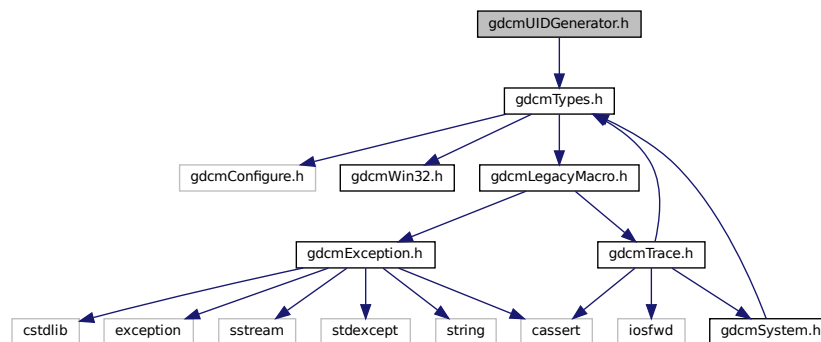 gdcmUIDGenerator.h
gdcmTypes.h
gdcmConfigure.h
gdcmWin32.h
gdcmLegacyMacro.h
gdcmException.h
gdcmTrace.h
cstdlib
exception
sstream
stdexcept
string
cassert
iosfwd
gdcmSystem.h